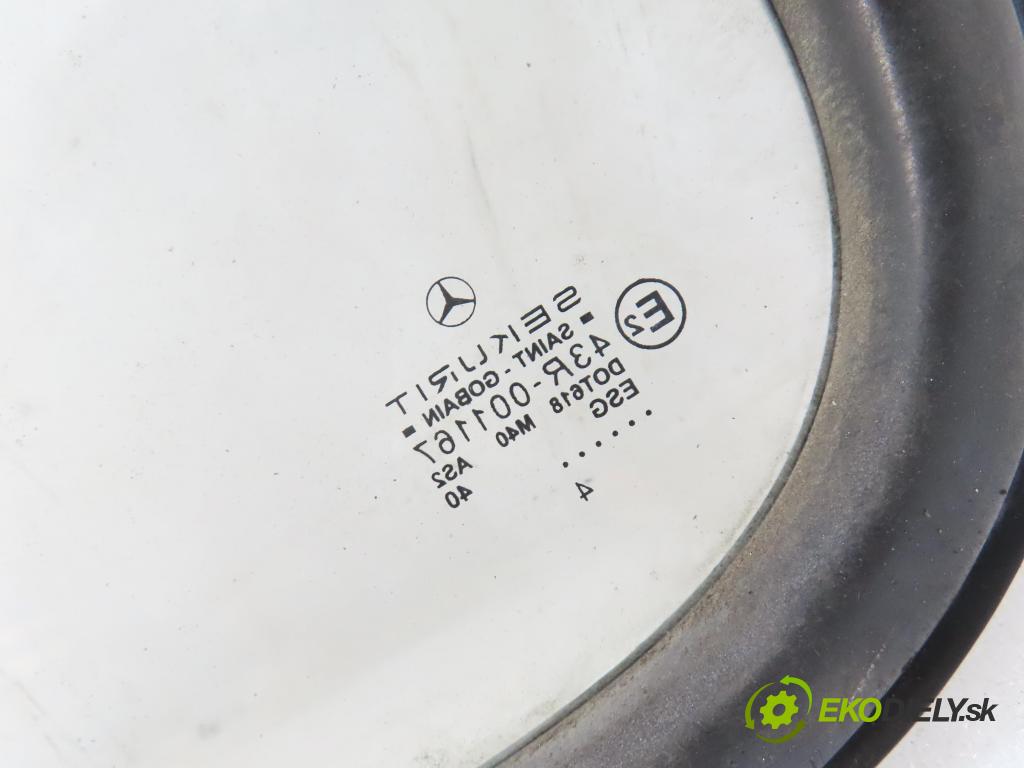 SEKURIT
▪ SAINT-GOBAIN ▪
E2
43R-001167
DOT618 M40 AS2
ESG 40
...... 4
EKODIELY.sk